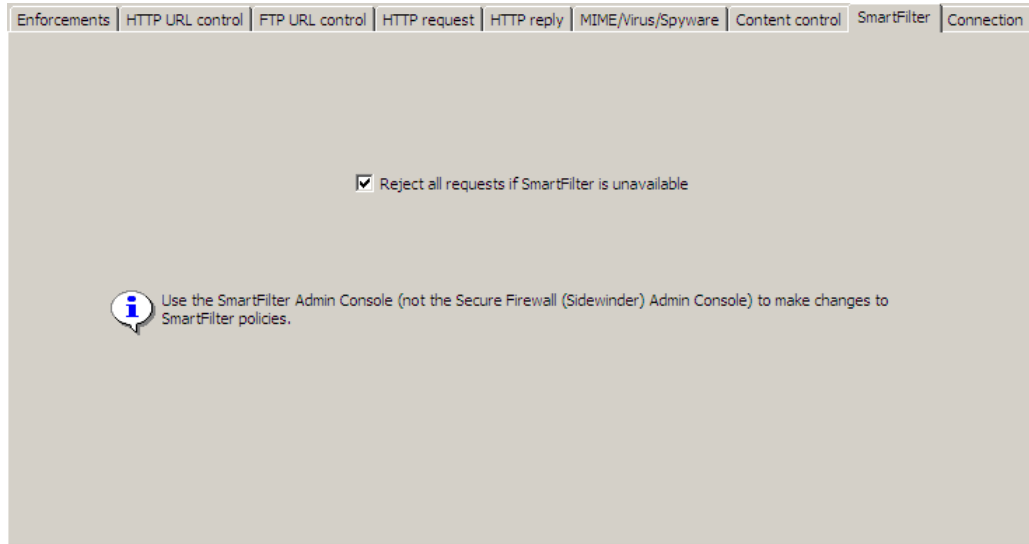 Enforcements HTTP URL control FTP URL control HTTP request HTTP reply MIME/Virus/Spyware Content control SmartFilter Connection
Reject all requests if SmartFilter is unavailable
Use the SmartFilter Admin Console (not the Secure Firewall (Sidewinder) Admin Console) to make changes to
SmartFilter policies.